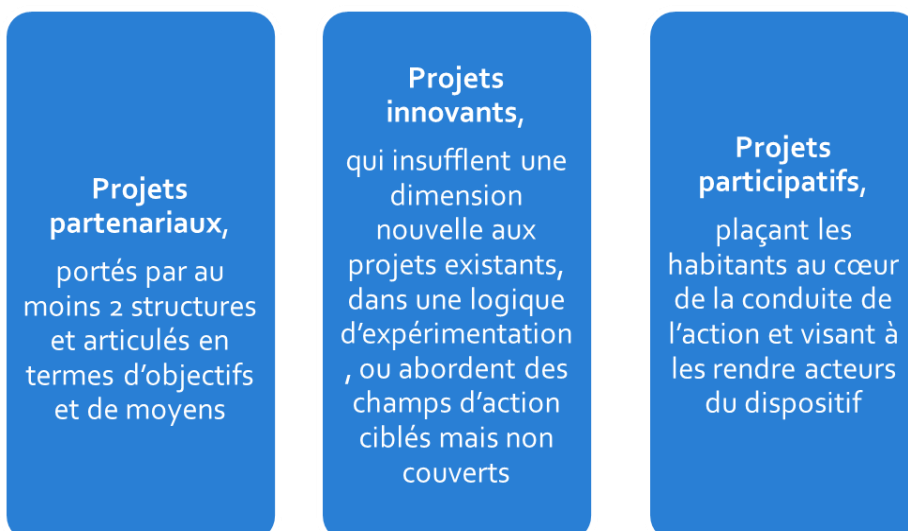 Projets
partenariaux,
portés par au
moins 2 structures
et articulés en
termes d'objectifs
et de moyens
Projets
innovants,
qui insufflent une
dimension
nouvelle aux
projets existants,
dans une logique
d'expérimentation
, ou abordent des
champs d'action
ciblés mais non
couverts
Projets
participatifs,
plaçant les
habitants au cœur
de la conduite de
l'action et visant à
les rendre acteurs
du dispositif